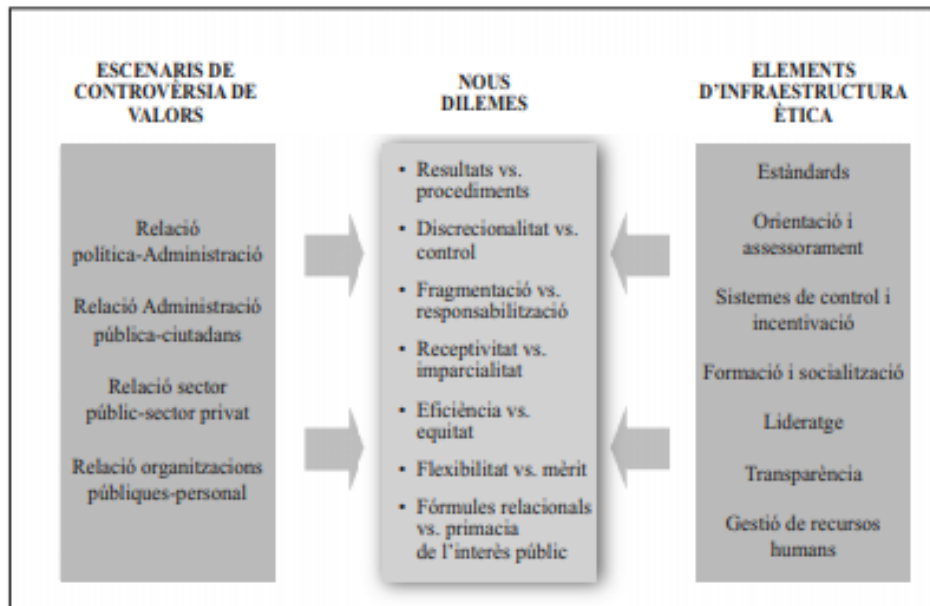 ESCENARIS DE
CONTROVÈRSIA DE
VALORS
Relació
política-Administració
Relació Administració
pública-ciutadans
Relació sector
públic-sector privat
Relació organitzacions
públiques-personal
NOUS
DILEMES
• Resultats vs.
procediments
• Discrecionalitat vs.
control
• Fragmentació vs.
responsabilització
• Receptivitat vs.
imparcialitat
• Eficiència vs.
equitat
• Flexibilitat vs. mèrit
• Fórmules relacionals
vs. primacia
de l’interès públic
ELEMENTS
D’INFRAESTRUCTURA
ÈTICA
Estàndards
Orientació i
assessorament
Sistemes de control i
incentivació
Formació i socialització
Lideratge
Transparència
Gestió de recursos
humans